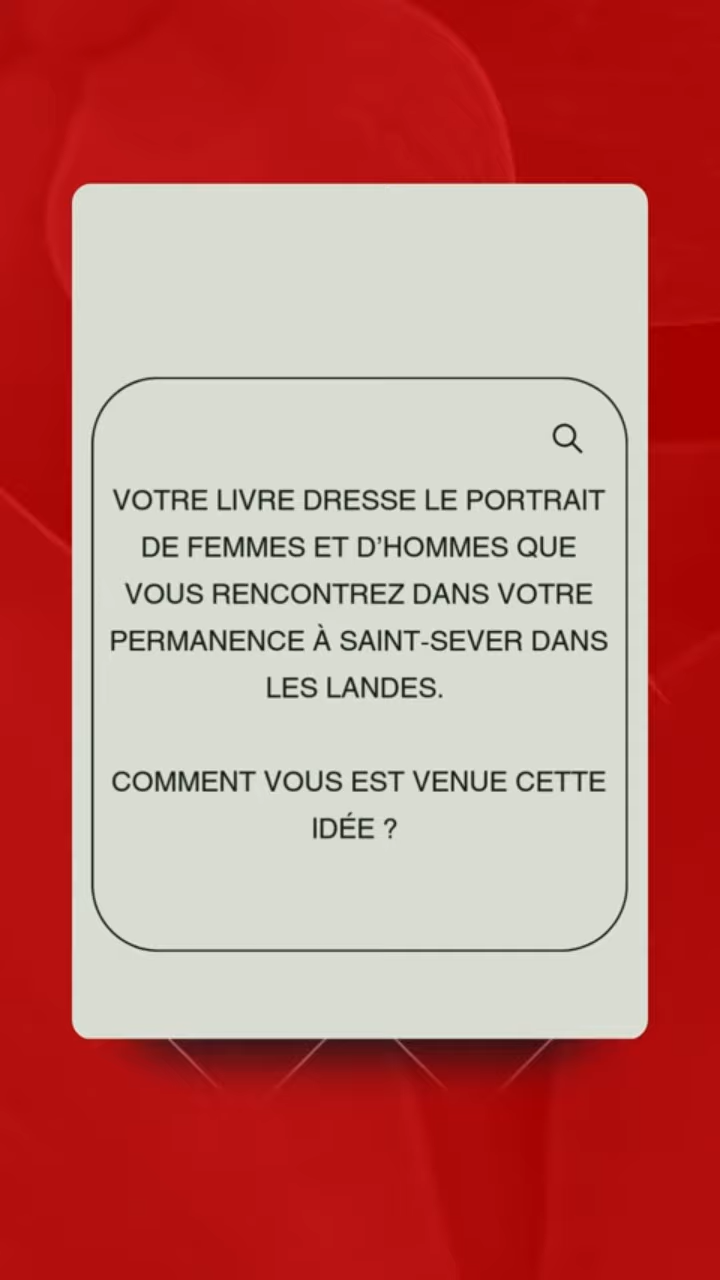 VOTRE LIVRE DRESSE LE PORTRAIT
DE FEMMES ET D’HOMMES QUE
VOUS RENCONTREZ DANS VOTRE
PERMANENCE À SAINT-SEVER DANS
LES LANDES.
COMMENT VOUS EST VENUE CETTE
IDÉE ?